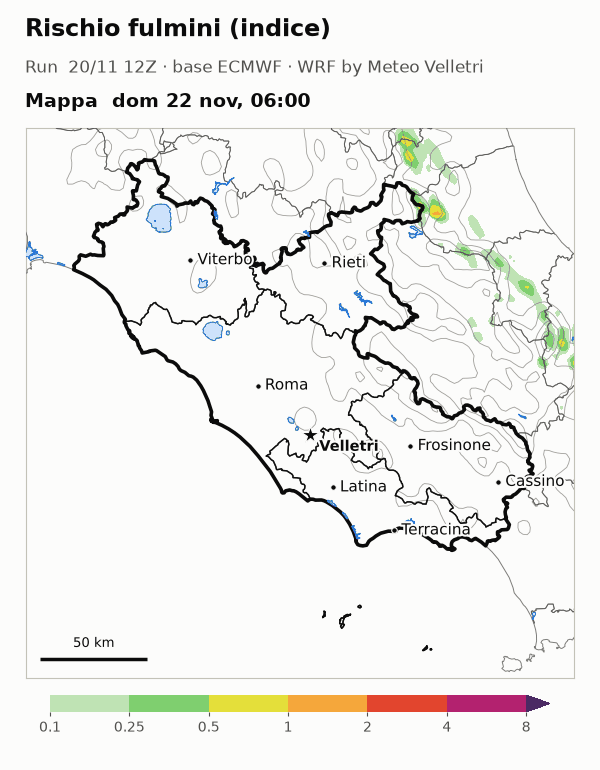 Rischio fulmini (indice)
Run  20/11 12Z · base ECMWF · WRF by Meteo Velletri
Mappa  dom 22 nov, 06:00
Viterbo
Rieti
Roma
Velletri
Frosinone
Latina
Cassino
Terracina
50 km
0.1 0.25 0.5 1 2 4 8